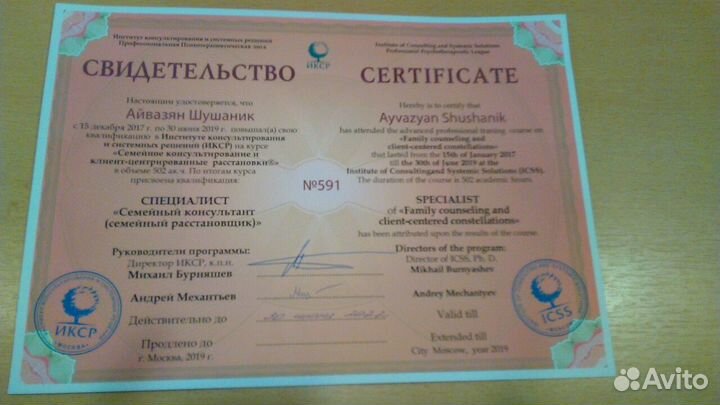 Институт консультирования и системных решений
Профессиональная Психотерапевтическая лига
ИКСР
СВИДЕТЕЛЬСТВО
Настоящим удостоверяется, что
Айвазян Шушаник
с 15 декабря 2017 г. по 30 июня 2019 г. повышал(а) свою
квалификацию в Институте консультирования
и системных решений (ИКСР) на курсе
«Семейное консультирование и
клиент-центрированные расстановки®»
в объеме 502 ак.ч. По итогам курса
присвоена квалификация:
СПЕЦИАЛИСТ
«Семейный консультант
(семейный расстановщик)»
Руководители программы:
Директор ИКСР, к.п.н.
Михаил Бурняшев
Андрей Механтьев
Действительно до
Продлено до
г. Москва, 2019 г.
№591
Institute of Consulting and Systemic Solutions
Professional Psychotherapeutic League
CERTIFICATE
Hereby is to certify that
Ayvazyan Shushanik
has attended the advanced professional traning course on
«Family counseling and
client-centered constellations»
that lasted from the 15th of January 2017
till the 30th of June 2019 at the
Institute of Consultingand Systemic Solutions (ICSS).
The duration of the course is 502 academic hours.
SPECIALIST
of «Family counseling and
client-centered constellations»
has been attributed upon the results of the course.
Directors of the program:
Director of ICSS, Ph. D.
Mikhail Burnyashev
Andrey Mechantyev
Valid till
Extended till
City Moscow, year 2019
ИКСР
МОСКВА
ICSS
Avito